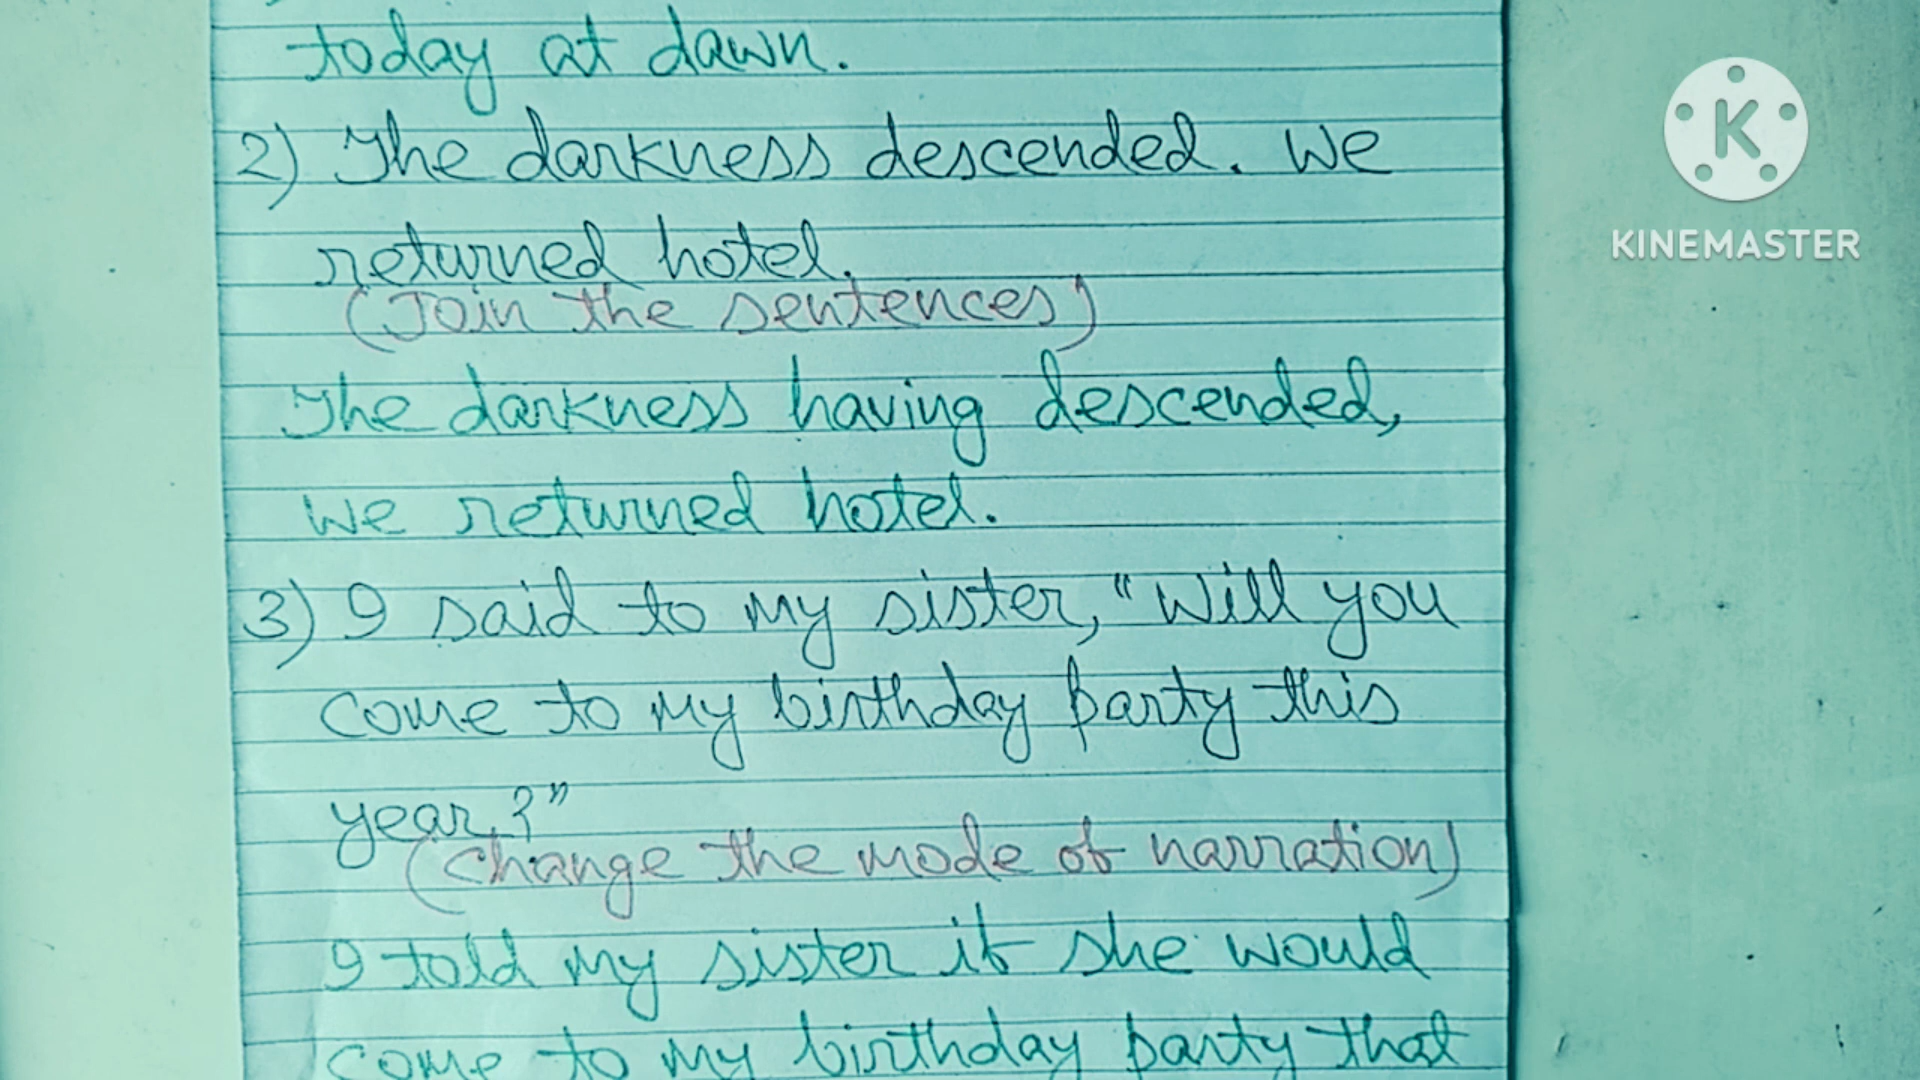 today at dawn.
2) The darkness descended. We
returned hotel.
(Join the sentences)
The darkness having descended,
we returned hotel.
3) I said to my sister, "Will you
come to my birthday party this
year?"
(Change the mode of narration)
I told my sister if she would
come to my birthday party that
KINEMASTER